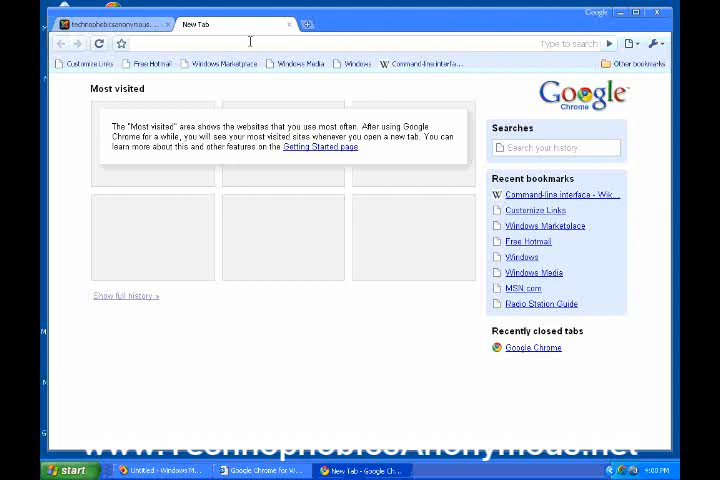 Google
technophobicsanonymous....
New Tab
Type to search
Customize Links
Free Hotmail
Windows Marketplace
Windows Media
Windows
Command-line interfa...
Other bookmarks
Most visited
The "Most visited" area shows the websites that you use most often. After using Google
Chrome for a while, you will see your most visited sites whenever you open a new tab. You can
learn more about this and other features on the Getting Started page.
Show full history »
Google™
Chrome
Searches
Search your history
Recent bookmarks
Command-line interface - Wik...
Customize Links
Windows Marketplace
Free Hotmail
Windows
Windows Media
MSN.com
Radio Station Guide
Recently closed tabs
Google Chrome
www.TechnophobicsAnonymous.net
start
Untitled - Windows M...
Google Chrome for W...
New Tab - Google Ch...
4:00 PM